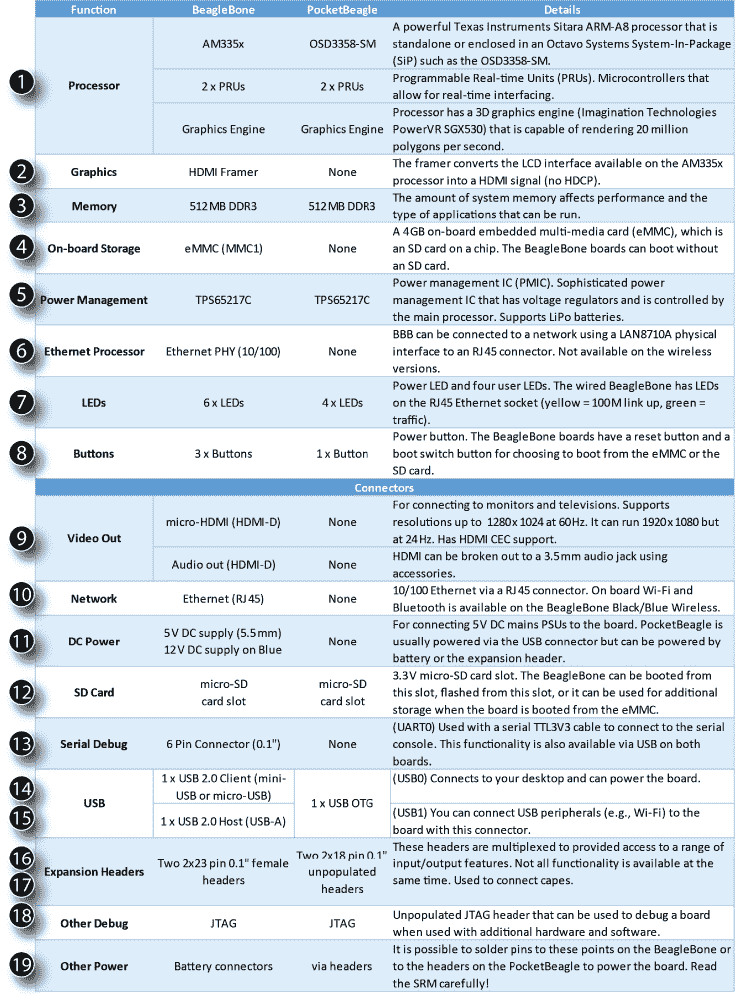 Function BeagleBone PocketBeagle Details
1 Processor
AM335x OSD3358-SM
A powerful Texas Instruments Sitara ARM-A8 processor that is
standalone or enclosed in an Octavo Systems System-In-Package
(SiP) such as the OSD3358-SM.
2 x PRUs 2 x PRUs
Programmable Real-time Units (PRUs). Microcontrollers that
allow for real-time interfacing.
Graphics Engine Graphics Engine
Processor has a 3D graphics engine (Imagination Technologies
PowerVR SGX530) that is capable of rendering 20 million
polygons per second.
2 Graphics HDMI Framer None
The framer converts the LCD interface available on the AM335x
processor into a HDMI signal (no HDCP).
3 Memory 512MB DDR3 512MB DDR3
The amount of system memory affects performance and the
type of applications that can be run.
4 On-board Storage eMMC (MMC1) None
A 4GB on-board embedded multi-media card (eMMC), which is
an SD card on a chip. The BeagleBone boards can boot without
an SD card.
5 Power Management TPS65217C TPS65217C
Power management IC (PMIC). Sophisticated power
management IC that has voltage regulators and is controlled by
the main processor. Supports LiPo batteries.
6 Ethernet Processor Ethernet PHY (10/100) None
BBB can be connected to a network using a LAN8710A physical
interface to an RJ45 connector. Not available on the wireless
versions.
7 LEDs 6 x LEDs 4 x LEDs
Power LED and four user LEDs. The wired BeagleBone has LEDs
on the RJ45 Ethernet socket (yellow = 100M link up, green =
traffic).
8 Buttons 3 x Buttons 1 x Button
Power button. The BeagleBone boards have a reset button and a
boot switch button for choosing to boot from the eMMC or the
SD card.
Connectors
9 Video Out
micro-HDMI (HDMI-D) None
For connecting to monitors and televisions. Supports
resolutions up to 1280x1024 at 60Hz. It can run 1920x1080 but
at 24Hz. Has HDMI CEC support.
Audio out (HDMI-D) None
HDMI can be broken out to a 3.5mm audio jack using
accessories.
10 Network Ethernet (RJ45) None
10/100 Ethernet via a RJ45 connector. On board Wi-Fi and
Bluetooth is available on the BeagleBone Black/Blue Wireless.
11 DC Power
5V DC supply (5.5mm)
12V DC supply on Blue
None
For connecting 5V DC mains PSUs to the board. PocketBeagle is
usually powered via the USB connector but can be powered by
battery or the expansion header.
12 SD Card
micro-SD
card slot
micro-SD
card slot
3.3V micro-SD card slot. The BeagleBone can be booted from
this slot, flashed from this slot, or it can be used for additional
storage when the board is booted from the eMMC.
13 Serial Debug 6 Pin Connector (0.1") None
(UART0) Used with a serial TTL3V3 cable to connect to the serial
console. This functionality is also available via USB on both
boards.
14
15
USB
1 x USB 2.0 Client (mini-
USB or micro-USB)
1 x USB OTG
(USB0) Connects to your desktop and can power the board.
1 x USB 2.0 Host (USB-A)
(USB1) You can connect USB peripherals (e.g., Wi-Fi) to the
board with this connector.
16
17
Expansion Headers
Two 2x23 pin 0.1" female
headers
Two 2x18 pin 0.1"
unpopulated
headers
These headers are multiplexed to provided access to a range of
input/output features. Not all functionality is available at the
same time. Used to connect capes.
18 Other Debug JTAG JTAG
Unpopulated JTAG header that can be used to debug a board
when used with additional hardware and software.
19 Other Power Battery connectors via headers
It is possible to solder pins to these points on the BeagleBone or
to the headers on the PocketBeagle to power the board. Read
the SRM carefully!